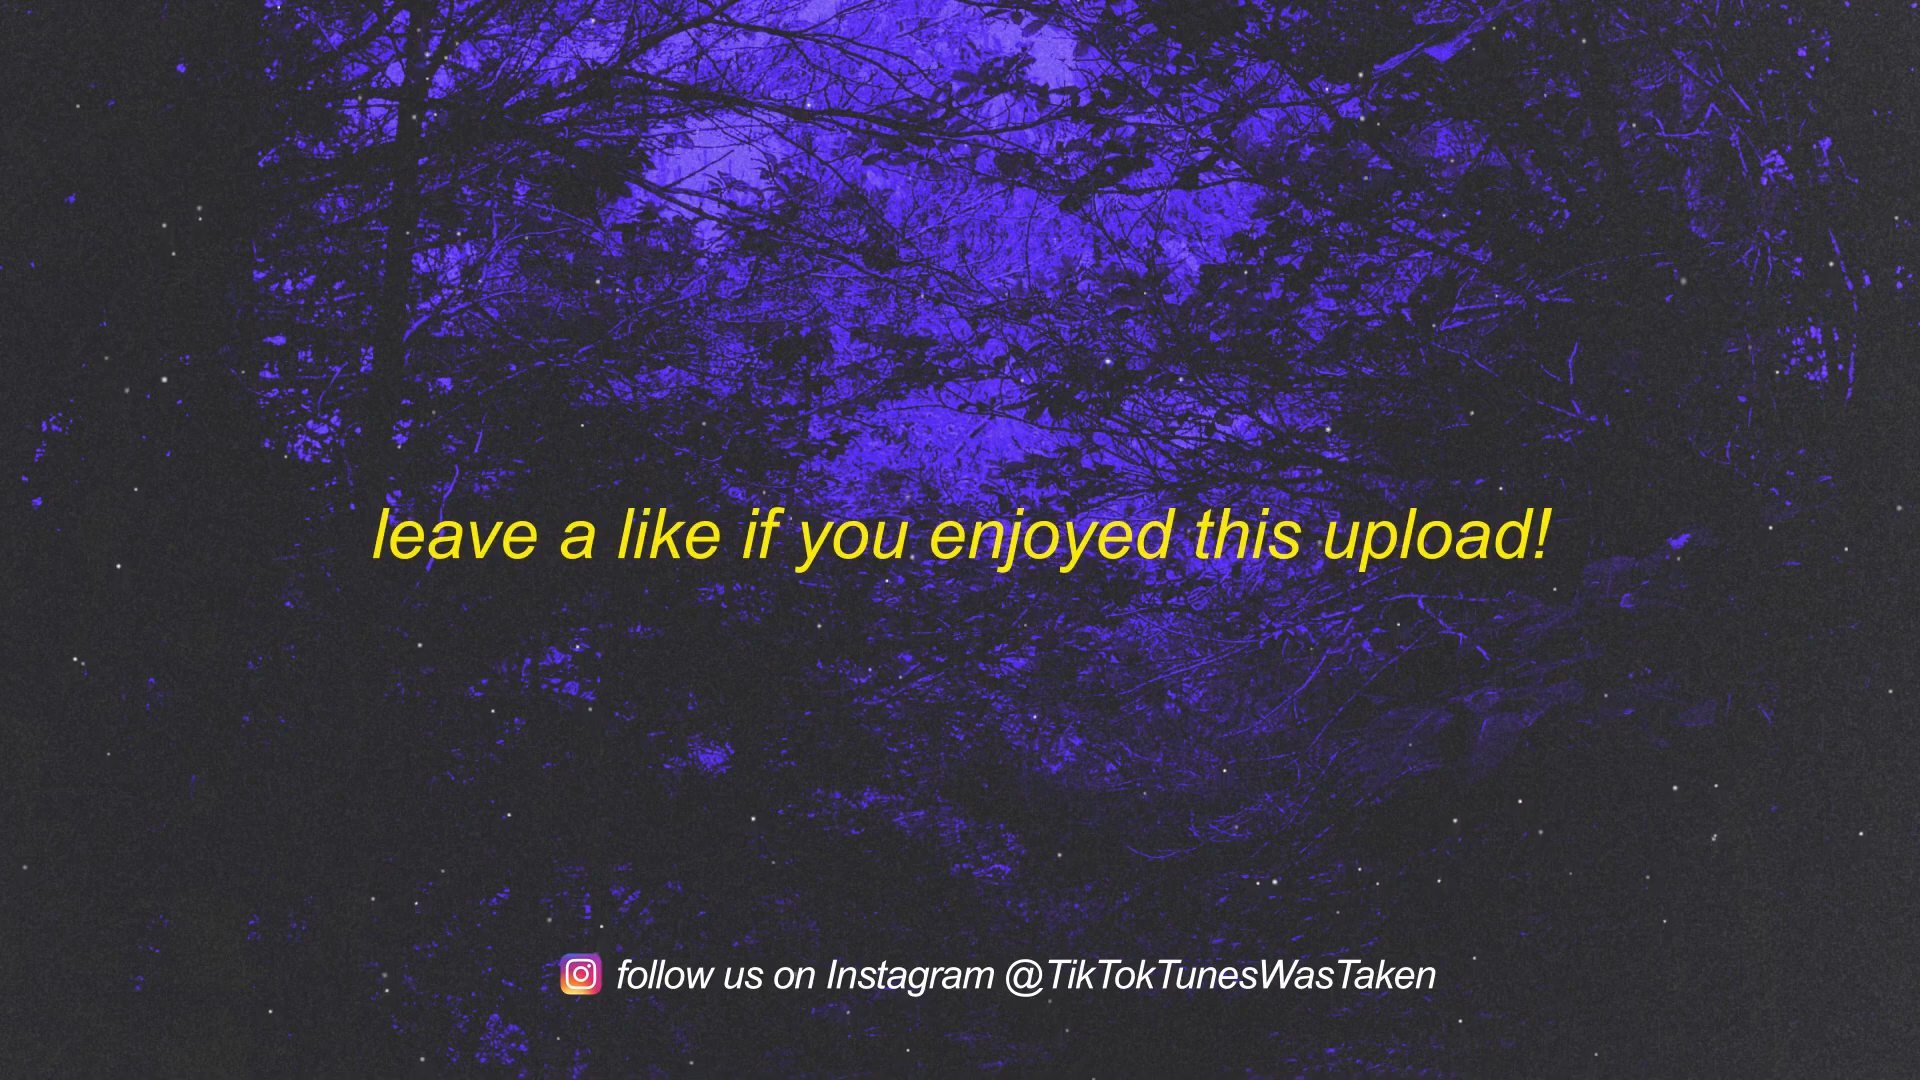 leave a like if you enjoyed this upload!
follow us on Instagram @TikTokTunesWasTaken